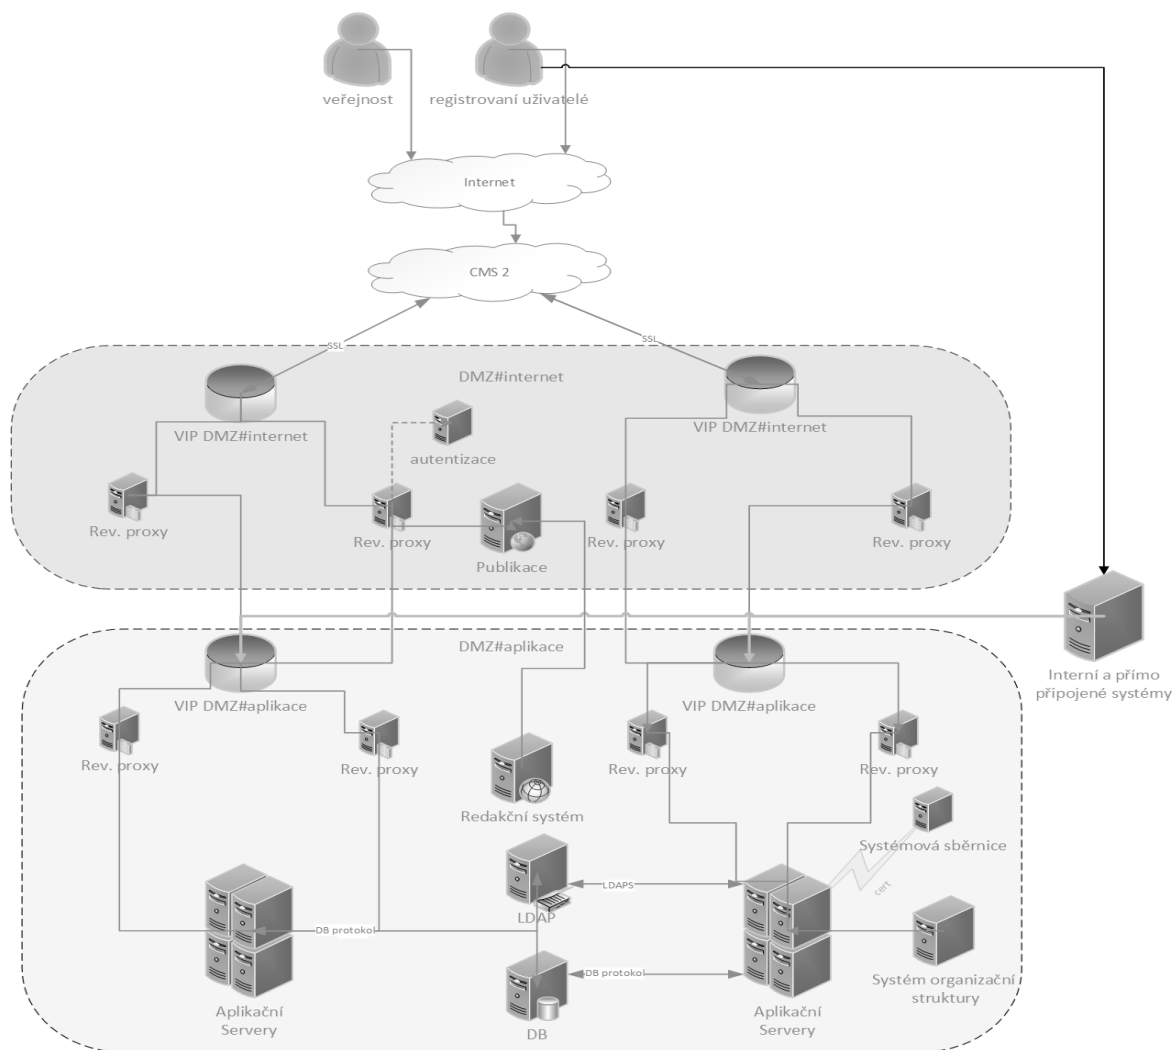 veřejnost
registrovaní uživatelé
Internet
CMS 2
SSL
SSL
DMZ#internet
VIP DMZ#internet
VIP DMZ#internet
autentizace
Rev. proxy
Rev. proxy
Publikace
Rev. proxy
Rev. proxy
DMZ#aplikace
VIP DMZ#aplikace
VIP DMZ#aplikace
Interní a přímo
připojené systémy
Rev. proxy
Rev. proxy
Rev. proxy
Rev. proxy
Redakční systém
Systémová sběrnice
cert
LDAPS
LDAP
DB protokol
DB protokol
Systém organizační
struktury
Aplikační
Servery
DB
Aplikační
Servery